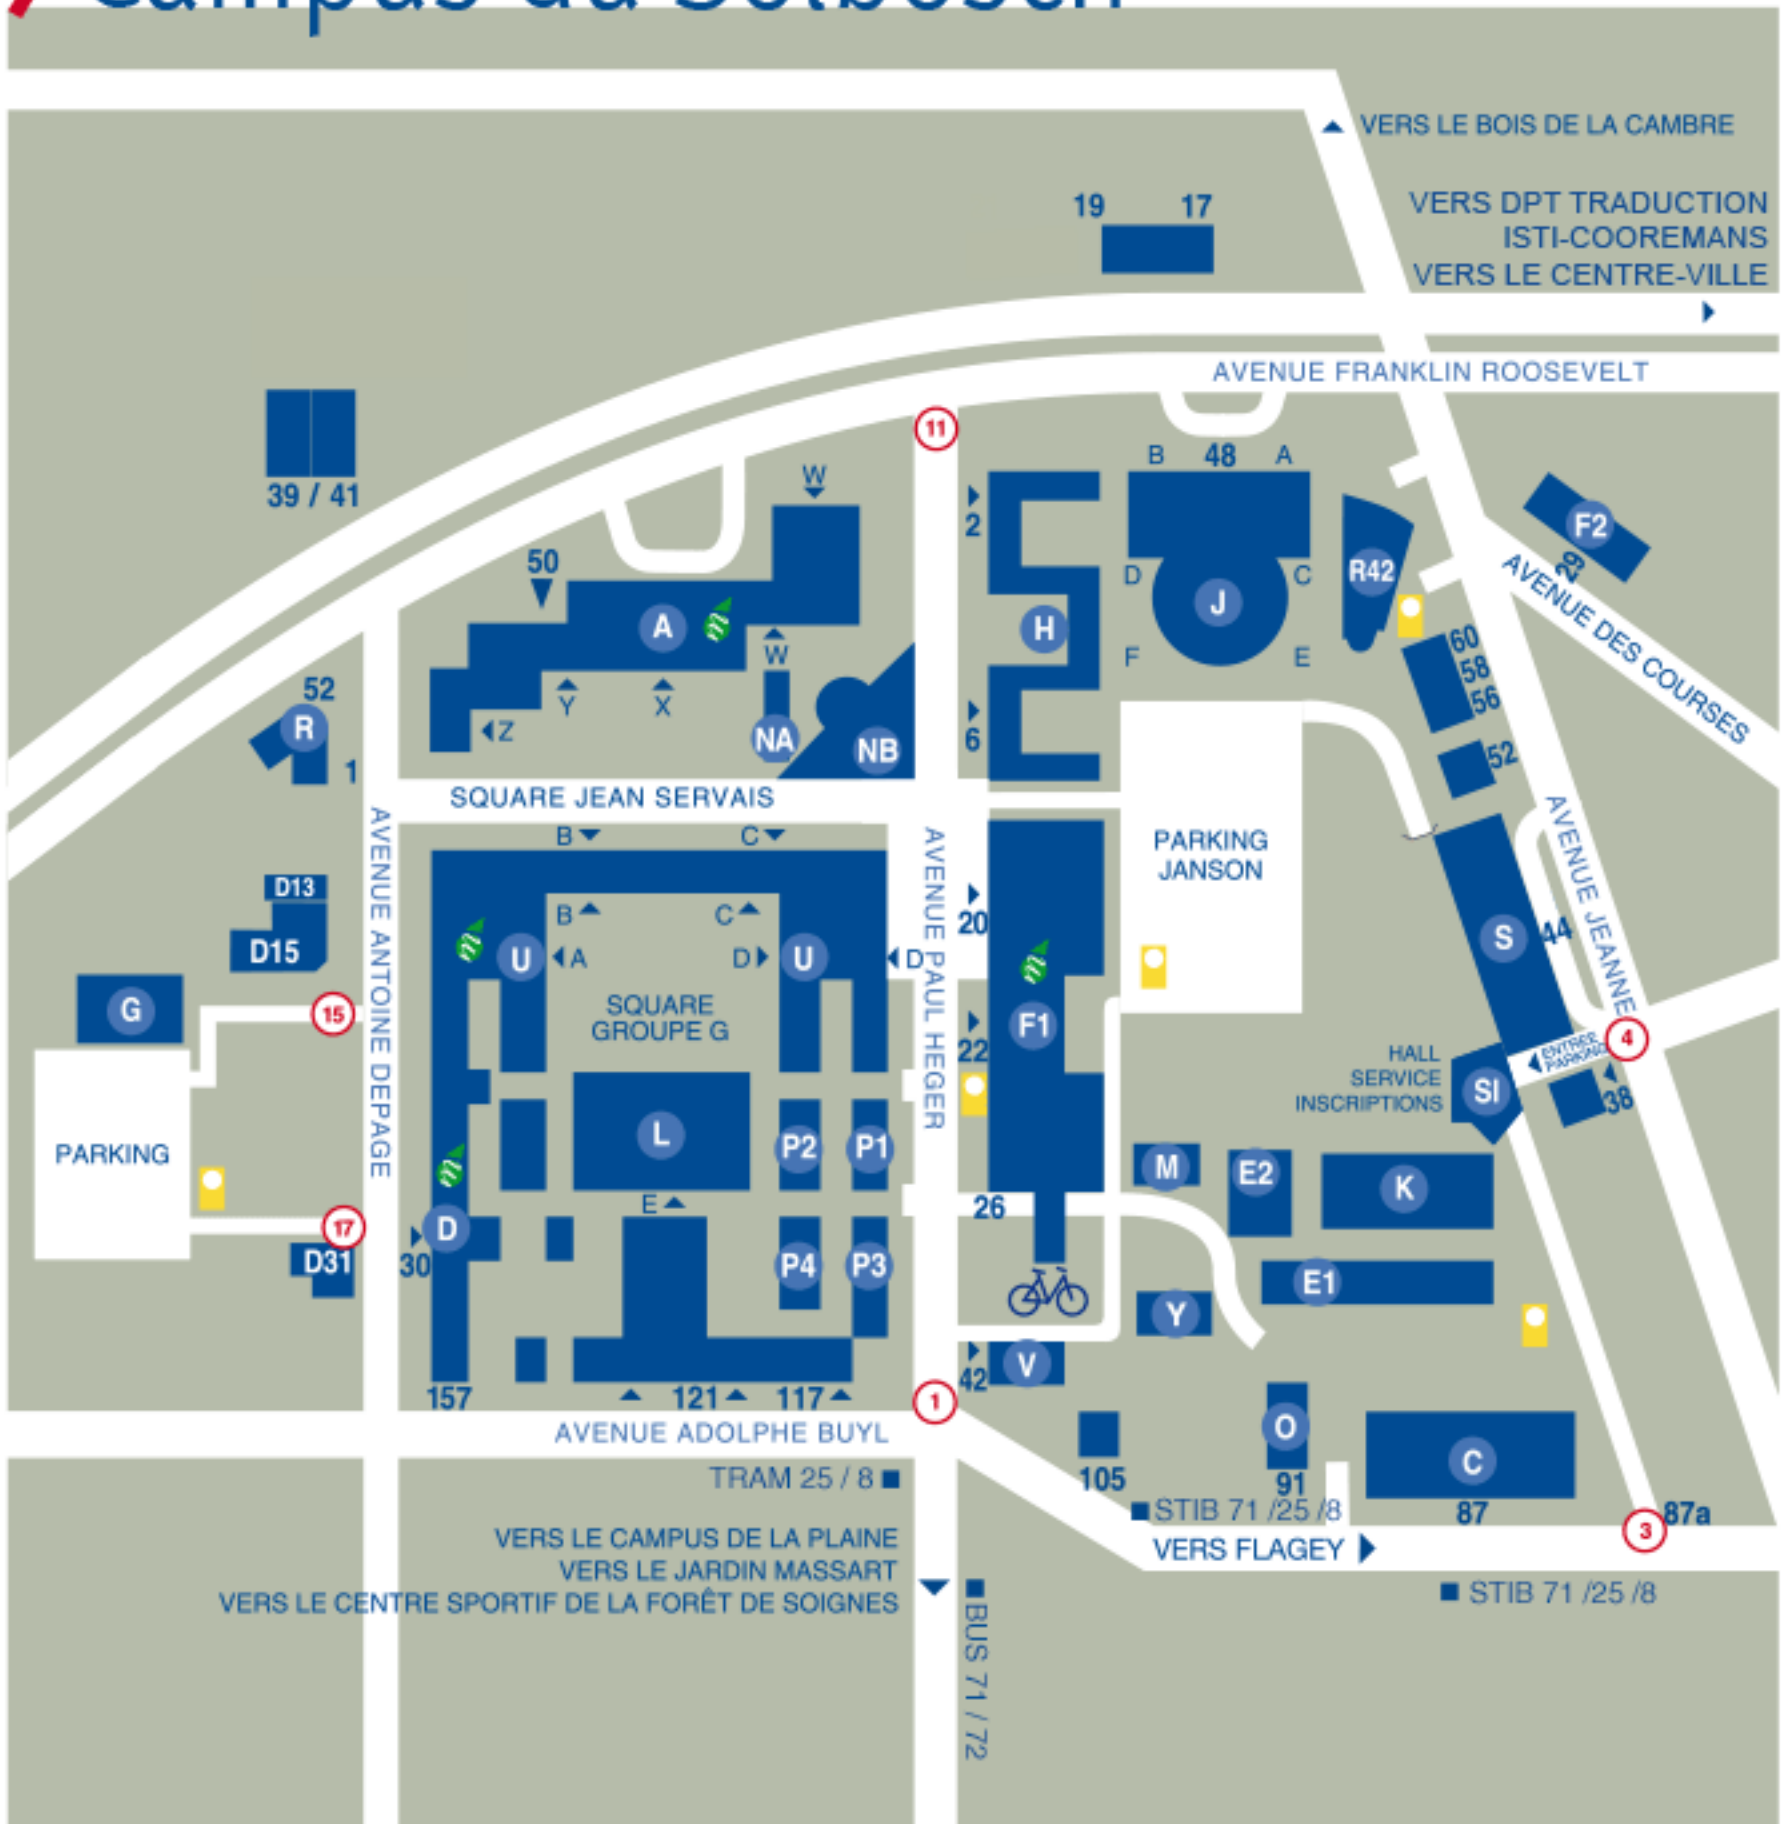 Campus du Solbosch
VERS LE BOIS DE LA CAMBRE
VERS DPT TRADUCTION
ISTI-COOREMANS
VERS LE CENTRE-VILLE
19 17
AVENUE FRANKLIN ROOSEVELT
39 / 41
11
B 48 A
W
2
F2
29
AVENUE DES COURSES
50
R42
D C
J
A
H
W
F E
60
58
56
52
R
1
Y
X
Z
NA
NB
6
52
SQUARE JEAN SERVAIS
AVENUE ANTOINE DEPAGE
AVENUE PAUL HEGER
AVENUE JEANNE
B C
PARKING
JANSON
D13
D15
B C
20
U A
D U D
S 44
G
15
SQUARE
GROUPE G
F1
22
4
ENTREE
PARKING
HALL
SERVICE
INSCRIPTIONS
SI
38
PARKING
L
P2 P1
M
E2
K
E
26
17
D
30
D31
P4 P3
E1
Y
V
42
157
121 117
1
AVENUE ADOLPHE BUYL
O
C
105
91
TRAM 25 / 8
STIB 71 /25 /8
87
87a
3
VERS FLAGEY
VERS LE CAMPUS DE LA PLAINE
VERS LE JARDIN MASSART
VERS LE CENTRE SPORTIF DE LA FORÊT DE SOIGNES
STIB 71 /25 /8
BUS 71 / 72